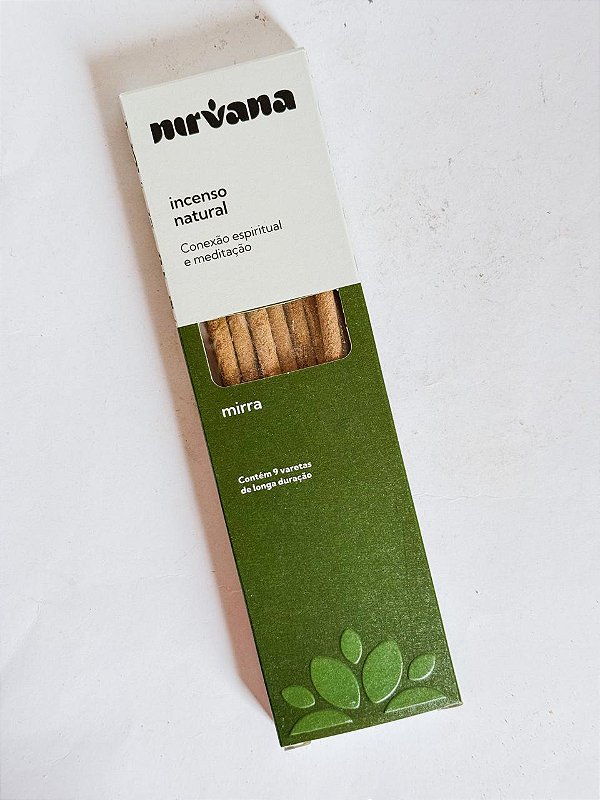 nirvana
incenso
natural
Conexão espiritual
e meditação
mirra
Contém 9 varetas
de longa duração